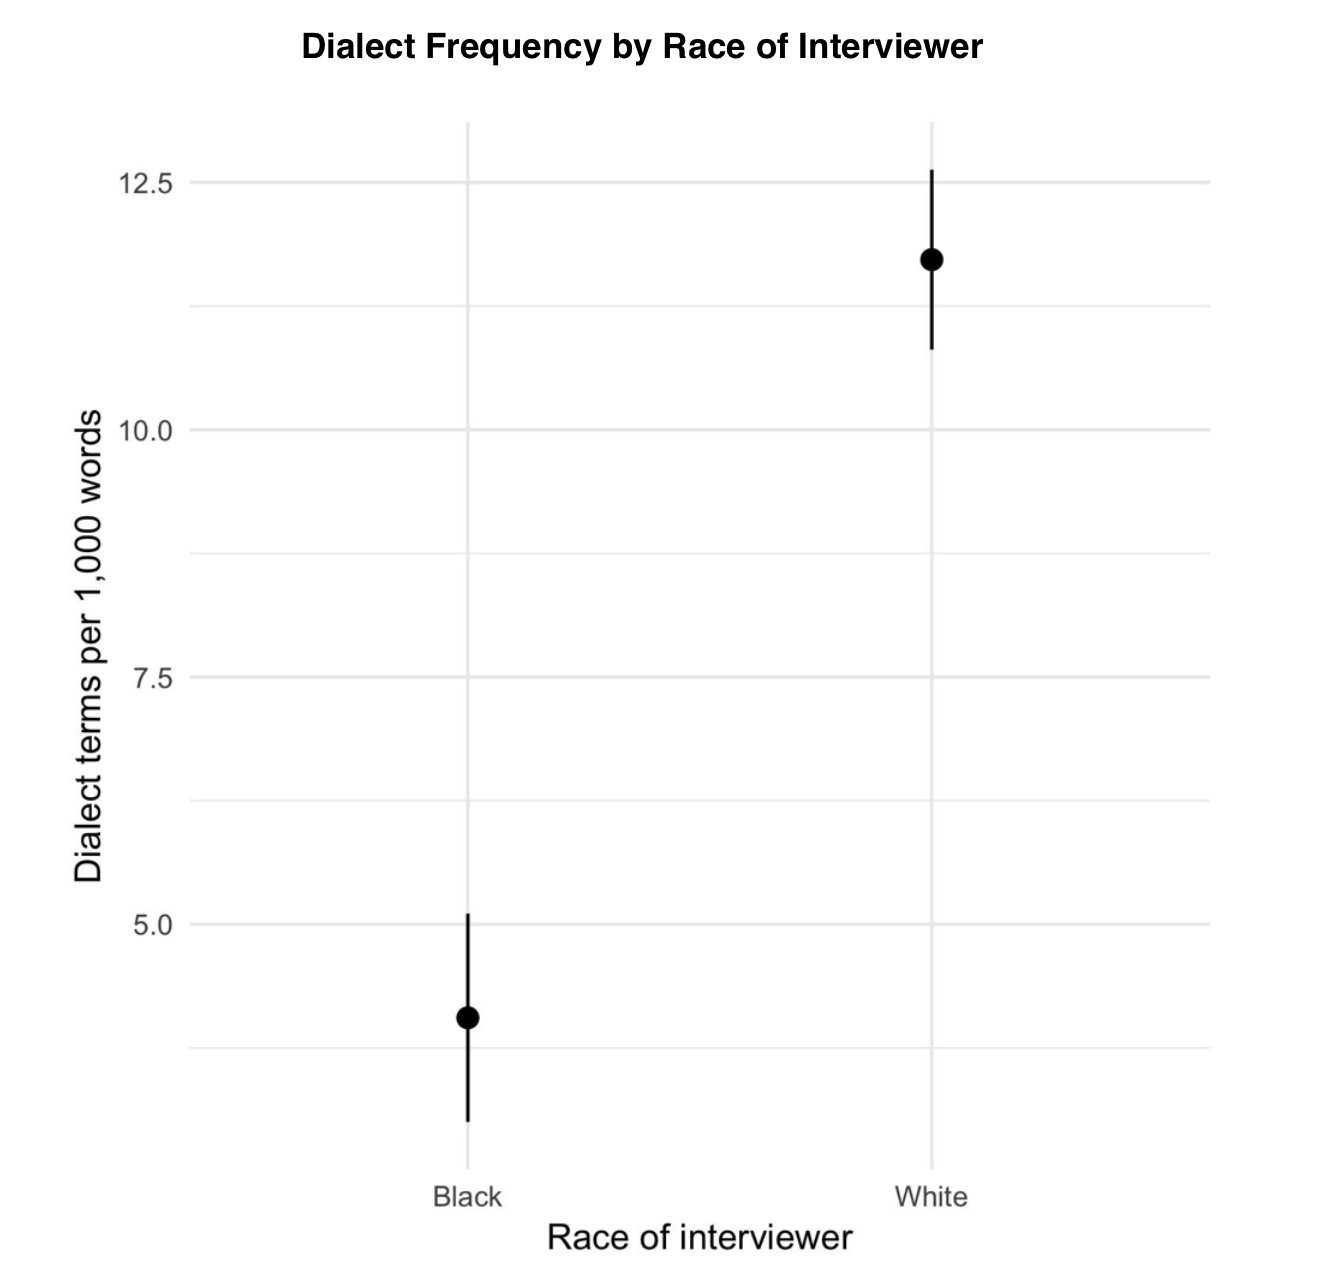 Dialect Frequency by Race of Interviewer
12.5
10.0
7.5
5.0
Dialect terms per 1,000 words
Black
White
Race of interviewer